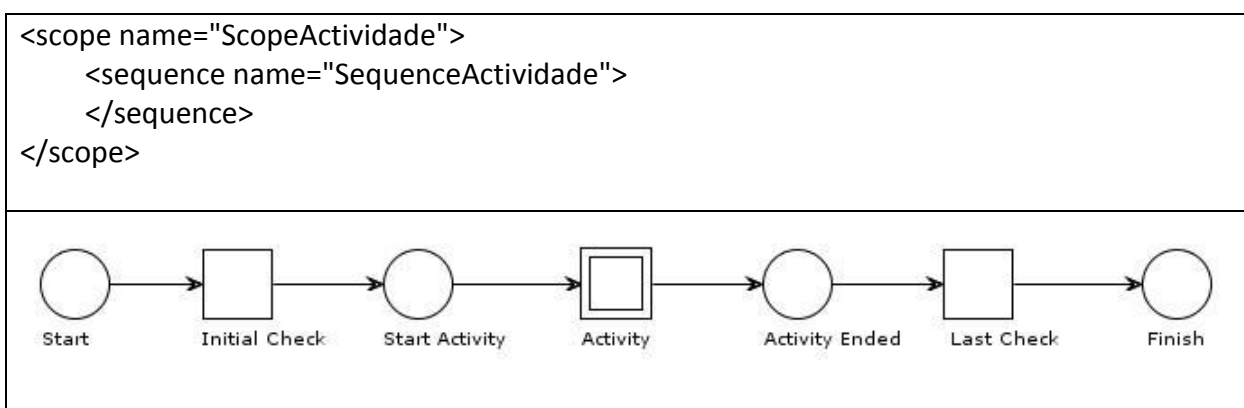 <scope name="ScopeActividade">
<sequence name="SequenceActividade">
</sequence>
</scope>
Start Initial Check Start Activity Activity Activity Ended Last Check Finish